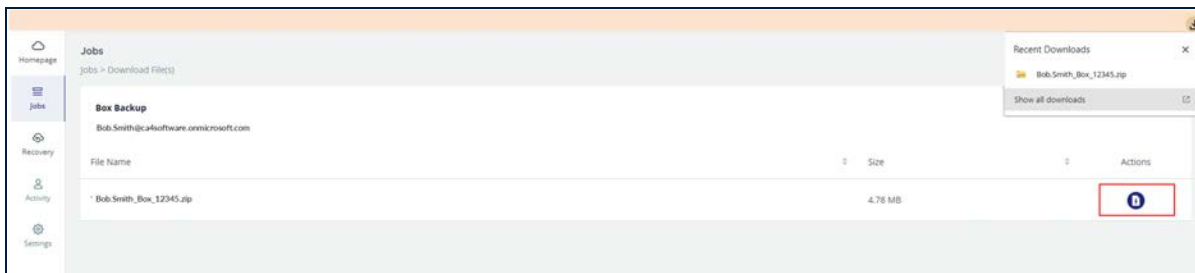 Homepage
Jobs
Recovery
Activity
Settings
Jobs
Jobs > Download File(s)
Box Backup
Bob.Smith@ca4software.onmicrosoft.com
File Name
Size
Actions
Bob.Smith_Box_12345.zip
4.78 MB
Recent Downloads
Bob.Smith_Box_12345.zip
Show all downloads